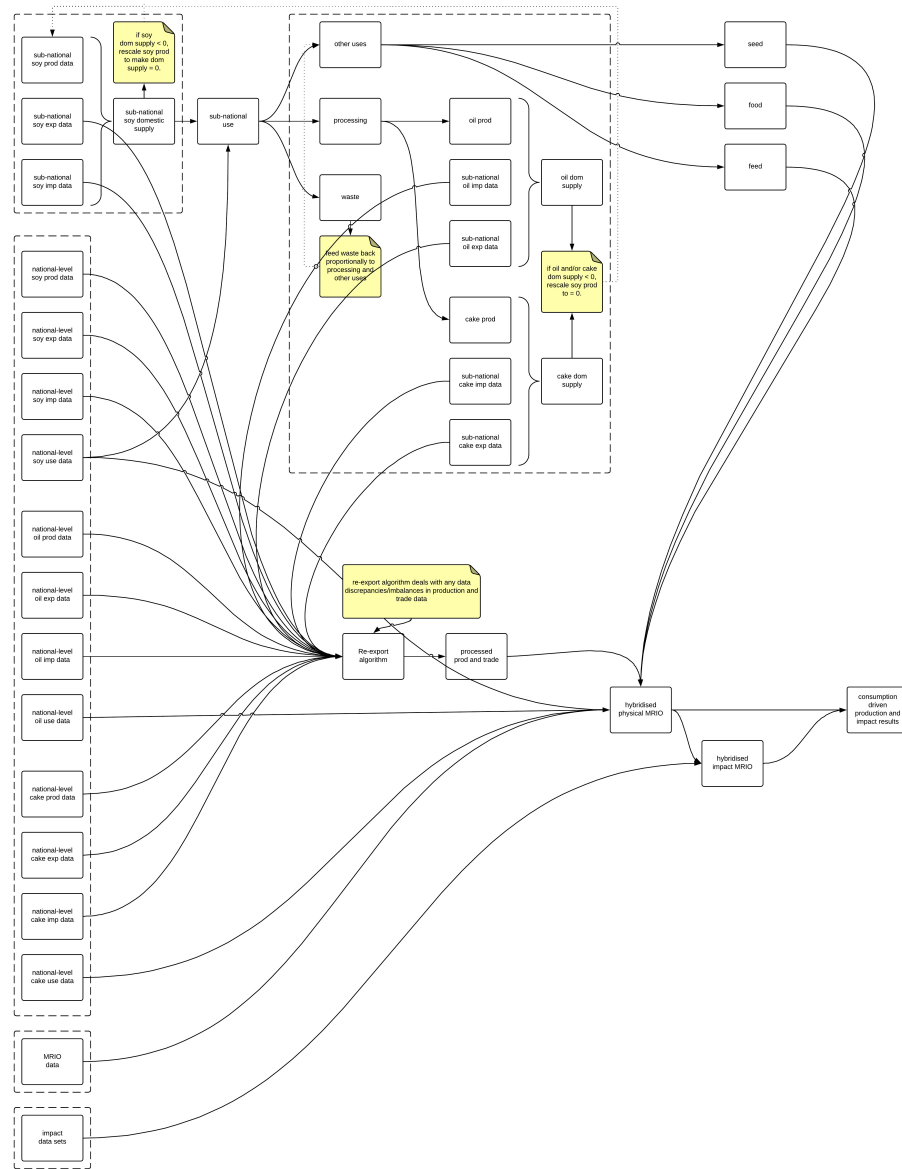 if soy
dom supply < 0,
rescale soy prod
to make dom
supply = 0.
sub-national
soy prod data
sub-national
soy exp data
sub-national
soy imp data
sub-national
soy domestic
supply
sub-national
use
other uses
processing
waste
feed waste back
proportionally to
processing and
other uses
oil prod
sub-national
oil imp data
sub-national
oil exp data
cake prod
sub-national
cake imp data
sub-national
cake exp data
oil dom
supply
if oil and/or cake
dom supply < 0,
rescale soy prod
to = 0.
cake dom
supply
seed
food
feed
national-level
soy prod data
national-level
soy exp data
national-level
soy imp data
national-level
soy use data
national-level
oil prod data
national-level
oil exp data
national-level
oil imp data
national-level
oil use data
national-level
cake prod data
national-level
cake exp data
national-level
cake imp data
national-level
cake use data
MRIO
data
impact
data sets
re-export algorithm deals with any data
discrepancies/imbalances in production and
trade data
Re-export
algorithm
processed
prod and trade
hybridised
physical MRIO
hybridised
impact MRIO
consumption
driven
production and
impact results